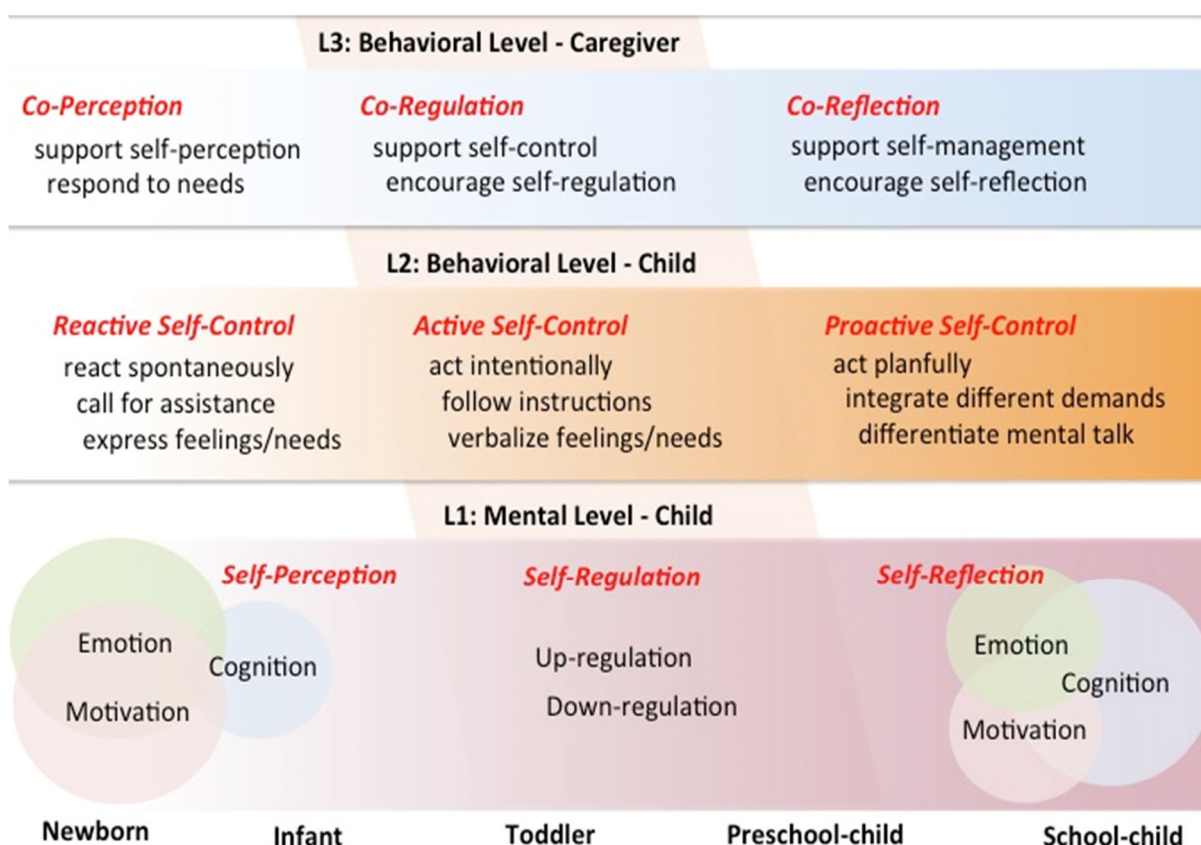 L3: Behavioral Level - Caregiver
Co-Perception
support self-perception
respond to needs
Co-Regulation
support self-control
encourage self-regulation
Co-Reflection
support self-management
encourage self-reflection
L2: Behavioral Level - Child
Reactive Self-Control
react spontaneously
call for assistance
express feelings/needs
Active Self-Control
act intentionally
follow instructions
verbalize feelings/needs
Proactive Self-Control
act planfully
integrate different demands
differentiate mental talk
L1: Mental Level - Child
Self-Perception
Emotion
Cognition
Motivation
Self-Regulation
Up-regulation
Down-regulation
Self-Reflection
Emotion
Cognition
Motivation
Newborn
Infant
Toddler
Preschool-child
School-child